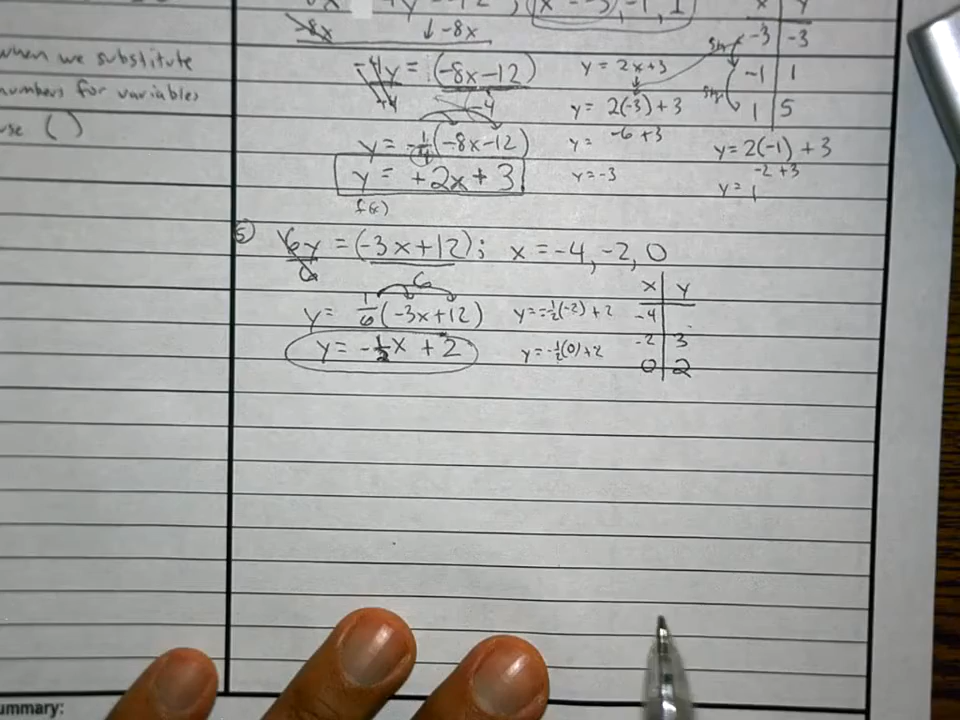 -8x ↓ -8x
x y
-3 -3
-1 1
1 5
when we substitute
numbers for variables
use ( )
-4y = (-8x-12)
-4
y = 2x+3
y = 2(-3)+3
y = -6+3
y = -3
y = -1/4(-8x-12)
y = +2x + 3
f(x)
y = 2(-1) + 3
-2+3
y = 1
5 6y = (-3x+12); x = -4, -2, 0
6 6
y = 1/6(-3x+12)
y = -1/2x + 2
y = -1/2(-2) + 2
y = -1/2(0) + 2
x y
-4
-2 3
0 2
ummary: